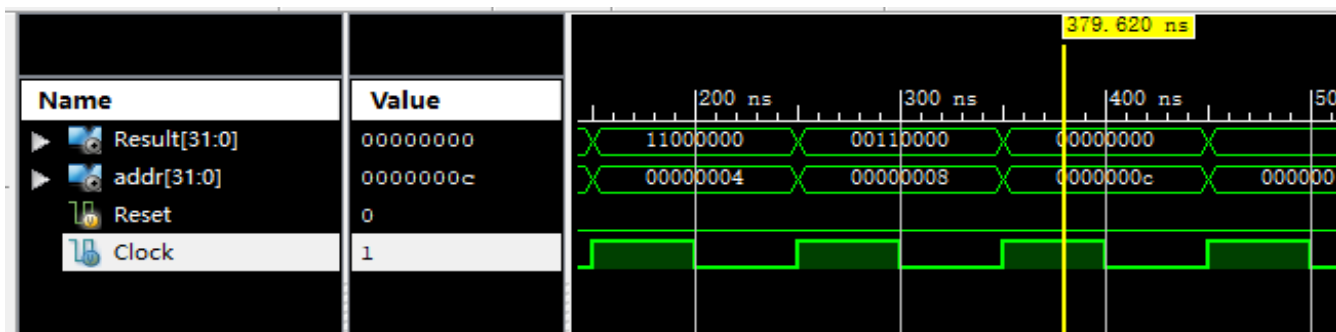 379.620 ns
Name Value 200 ns 300 ns 400 ns 50
Result[31:0] 00000000 11000000 00110000 00000000
addr[31:0] 0000000c 00000004 00000008 0000000c 000000
Reset 0
Clock 1